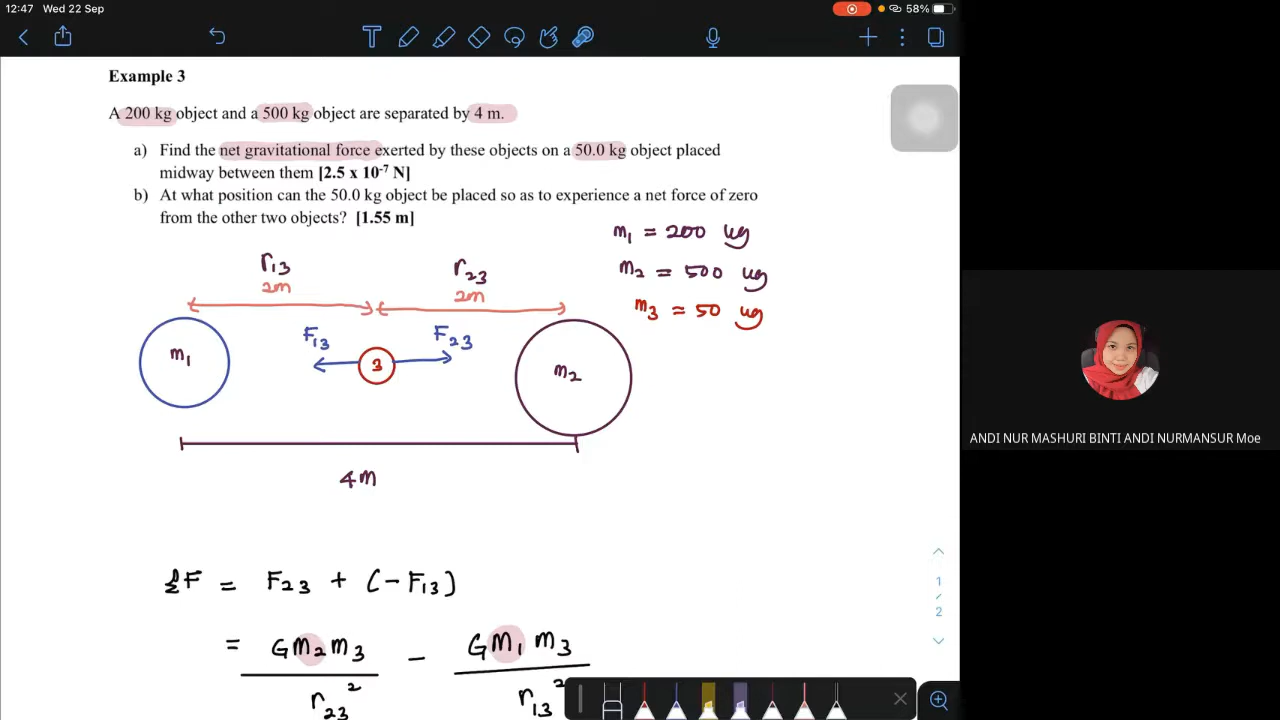 12:47 Wed 22 Sep
58%
Example 3
A 200 kg object and a 500 kg object are separated by 4 m.
a) Find the net gravitational force exerted by these objects on a 50.0 kg object placed
midway between them [2.5 x 10⁻⁷ N]
b) At what position can the 50.0 kg object be placed so as to experience a net force of zero
from the other two objects? [1.55 m]
m₁ = 200 kg
m₂ = 500 kg
m₃ = 50 kg
r₁₃
2m
r₂₃
2m
F₁₃
F₂₃
m₁
3
m₂
4m
ΣF = F₂₃ + (- F₁₃)
= GM₂m₃ / r₂₃² - GM₁m₃ / r₁₃²
1
/
2
ANDI NUR MASHURI BINTI ANDI NURMANSUR Moe